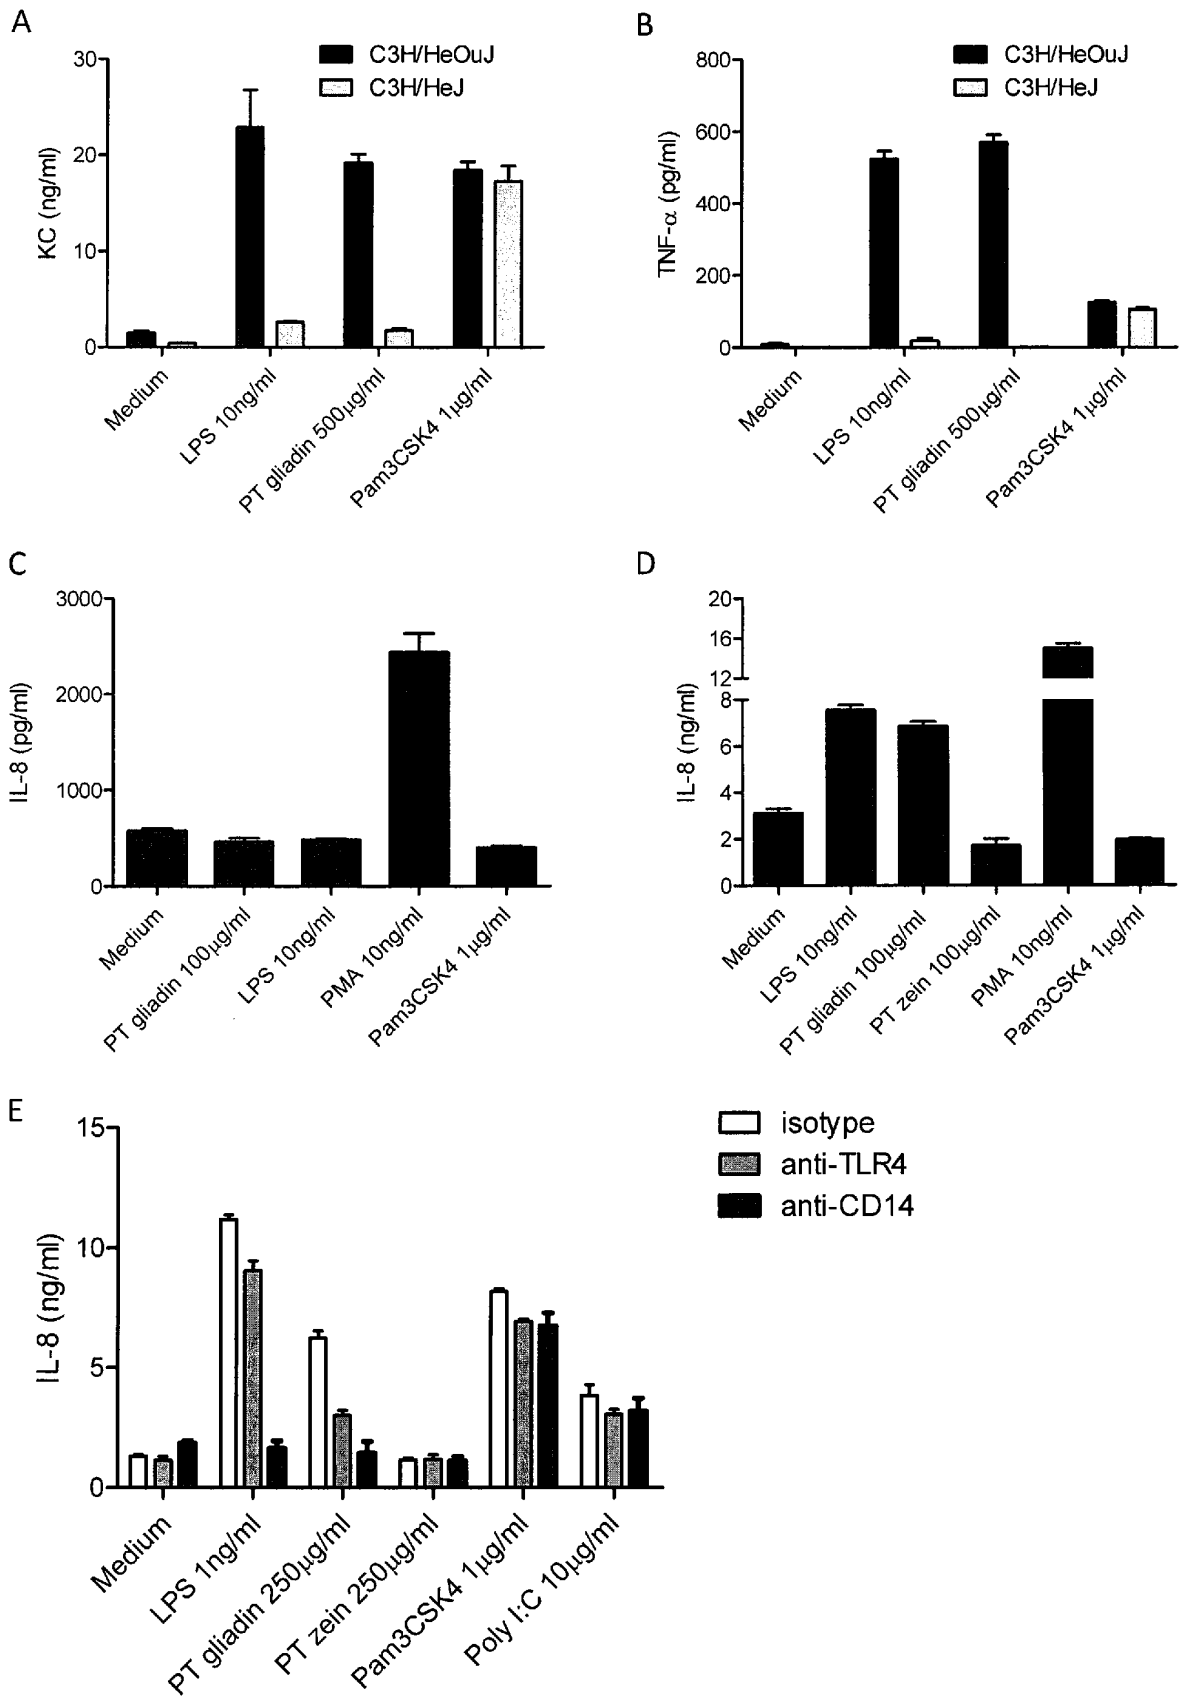 A
C3H/HeOuJ
C3H/HeJ
KC (ng/ml)
30
20
10
0
Medium
LPS 10ng/ml
PT gliadin 500µg/ml
Pam3CSK4 1µg/ml
B
C3H/HeOuJ
C3H/HeJ
TNF-α (pg/ml)
800
600
400
200
0
Medium
LPS 10ng/ml
PT gliadin 500µg/ml
Pam3CSK4 1µg/ml
C
IL-8 (pg/ml)
3000
2000
1000
0
Medium
PT gliadin 100µg/ml
LPS 10ng/ml
PMA 10ng/ml
Pam3CSK4 1µg/ml
D
IL-8 (ng/ml)
20
16
12
8
6
4
2
0
Medium
LPS 10ng/ml
PT gliadin 100µg/ml
PT zein 100µg/ml
PMA 10ng/ml
Pam3CSK4 1µg/ml
E
isotype
anti-TLR4
anti-CD14
IL-8 (ng/ml)
15
10
5
0
Medium
LPS 1ng/ml
PT gliadin 250µg/ml
PT zein 250µg/ml
Pam3CSK4 1µg/ml
Poly I:C 10µg/ml